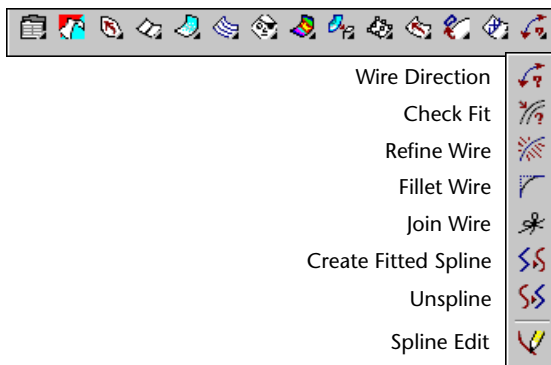 Wire Direction
Check Fit
Refine Wire
Fillet Wire
Join Wire
Create Fitted Spline
Unspline
Spline Edit